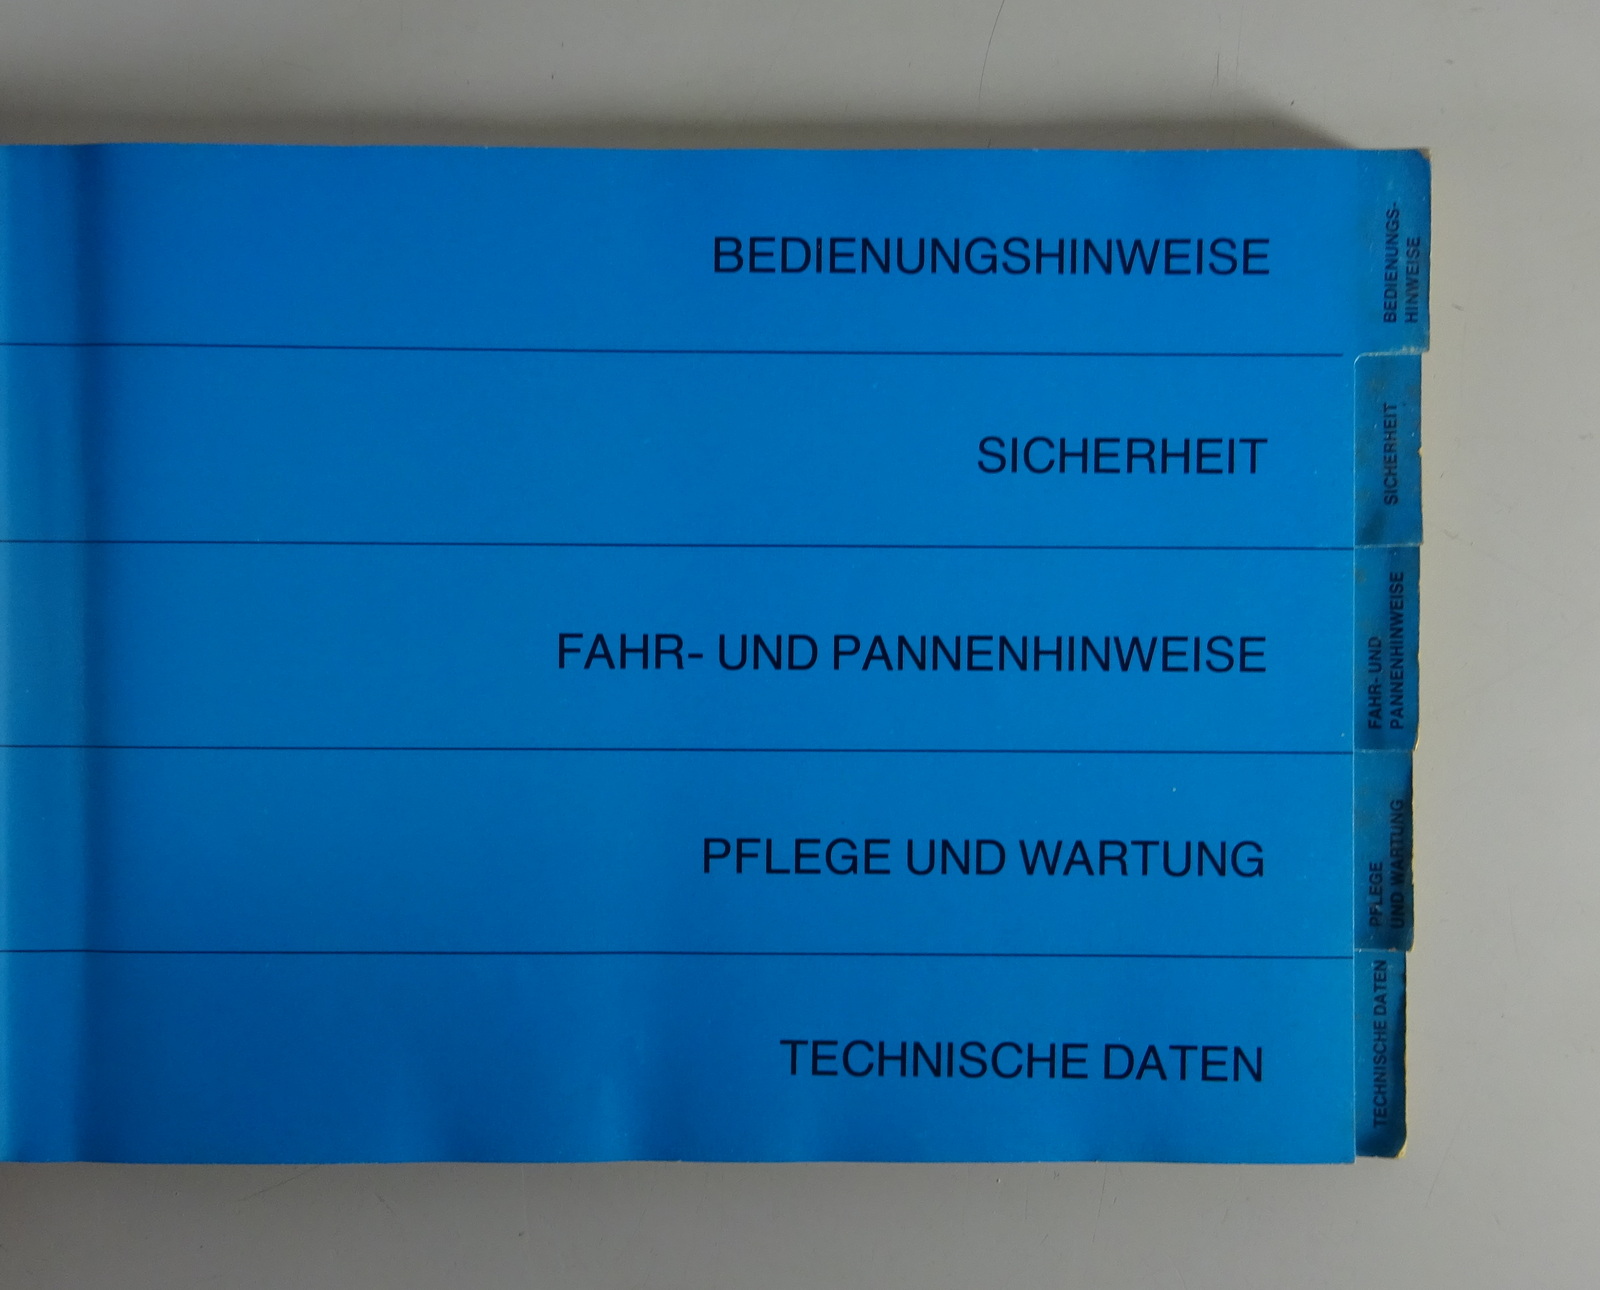 BEDIENUNGSHINWEISE
SICHERHEIT
FAHR- UND PANNENHINWEISE
PFLEGE UND WARTUNG
TECHNISCHE DATEN
BEDIENUNGS-
HINWEISE
SICHERHEIT
FAHR- UND
PANNENHINWEISE
PFLEGE
UND WARTUNG
TECHNISCHE DATEN